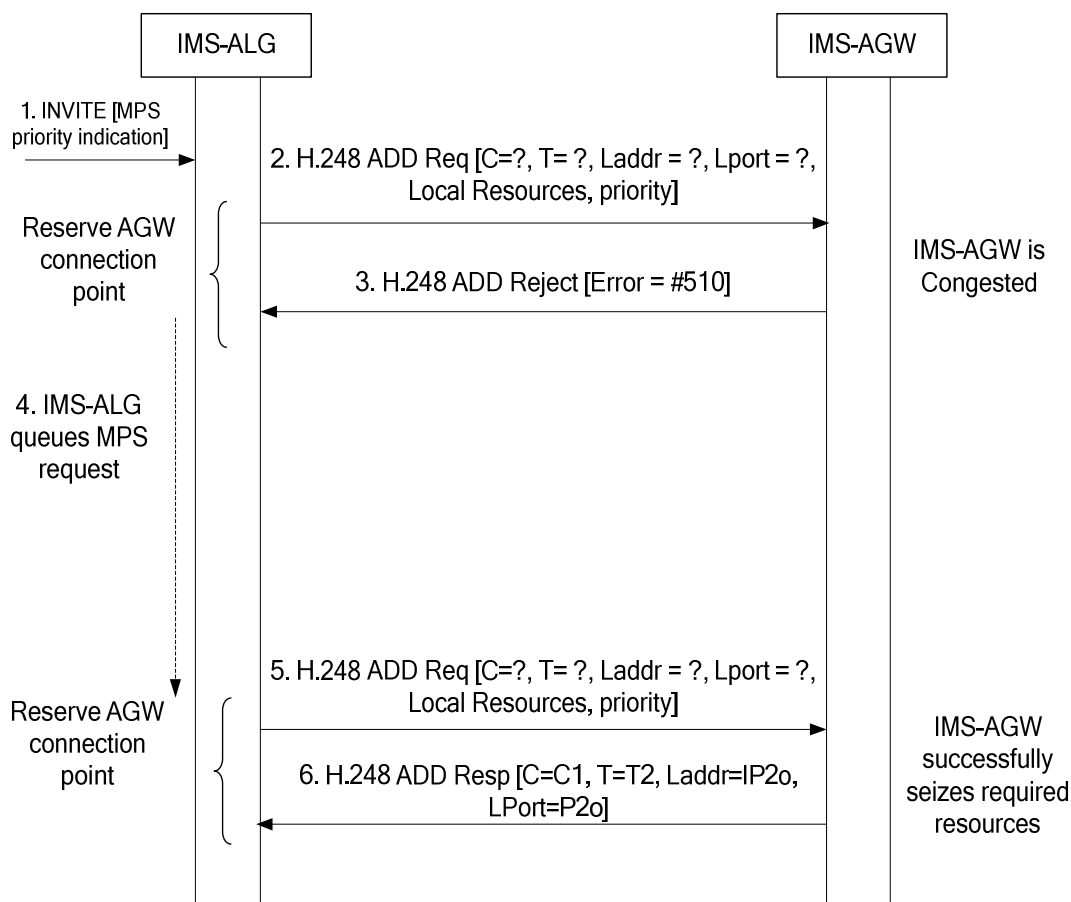 IMS-ALG
IMS-AGW
1. INVITE [MPS
priority indication]
2. H.248 ADD Req [C=?, T= ?, Laddr = ?, Lport = ?,
Local Resources, priority]
Reserve AGW
connection
point
3. H.248 ADD Reject [Error = #510]
IMS-AGW is
Congested
4. IMS-ALG
queues MPS
request
5. H.248 ADD Req [C=?, T= ?, Laddr = ?, Lport = ?,
Local Resources, priority]
Reserve AGW
connection
point
6. H.248 ADD Resp [C=C1, T=T2, Laddr=IP2o,
LPort=P2o]
IMS-AGW
successfully
seizes required
resources